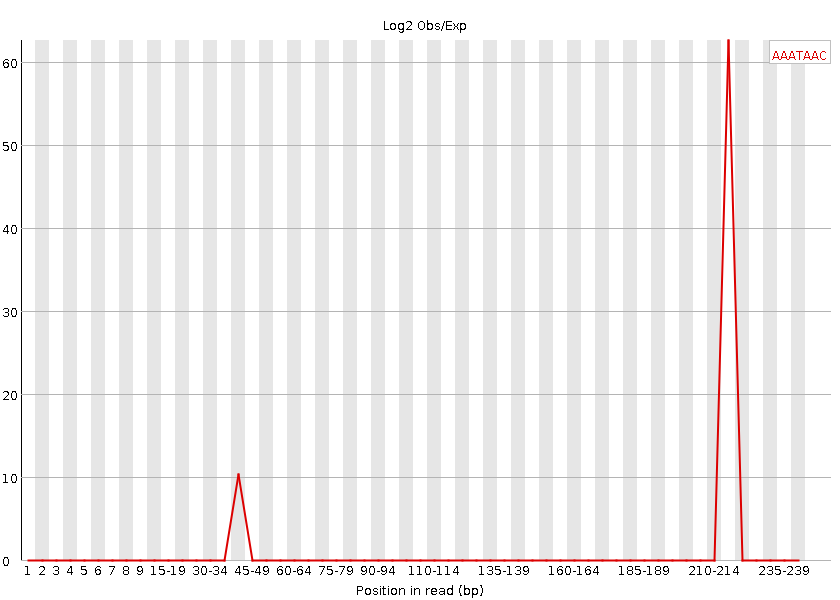 Log2 Obs/Exp
AAATAAC
60
50
40
30
20
10
0
1 2 3 4 5 6 7 8 9 15-19 30-34 45-49 60-64 75-79 90-94 110-114 135-139 160-164 185-189 210-214 235-239
Position in read (bp)